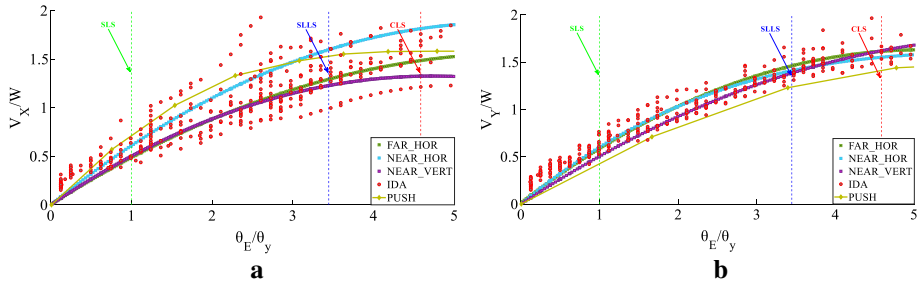 2
1.5
1
0.5
0
V_X/W
SLS
SLLS
CLS
FAR_HOR
NEAR_HOR
NEAR_VERT
IDA
PUSH
0 1 2 3 4 5
θ_E/θ_y
a
2
1.5
1
0.5
0
V_Y/W
SLS
SLLS
CLS
FAR_HOR
NEAR_HOR
NEAR_VERT
IDA
PUSH
0 1 2 3 4 5
θ_E/θ_y
b